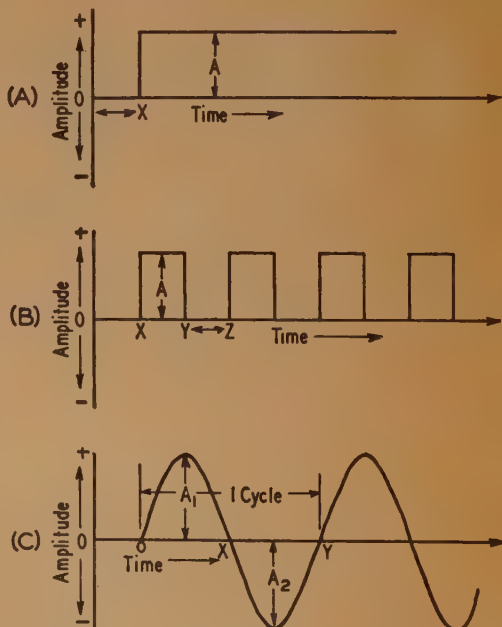 (A)
+
Amplitude
0
−
A
X
Time
(B)
+
Amplitude
0
−
A
X Y Z
Time
(C)
+
Amplitude
0
−
A1
1 Cycle
0
Time
X
Y
A2